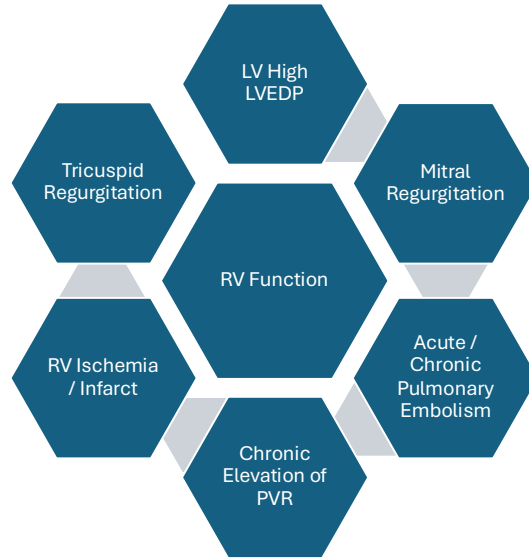 LV High
LVEDP
Mitral
Regurgitation
Acute /
Chronic
Pulmonary
Embolism
Chronic
Elevation of
PVR
RV Ischemia
/ Infarct
Tricuspid
Regurgitation
RV Function